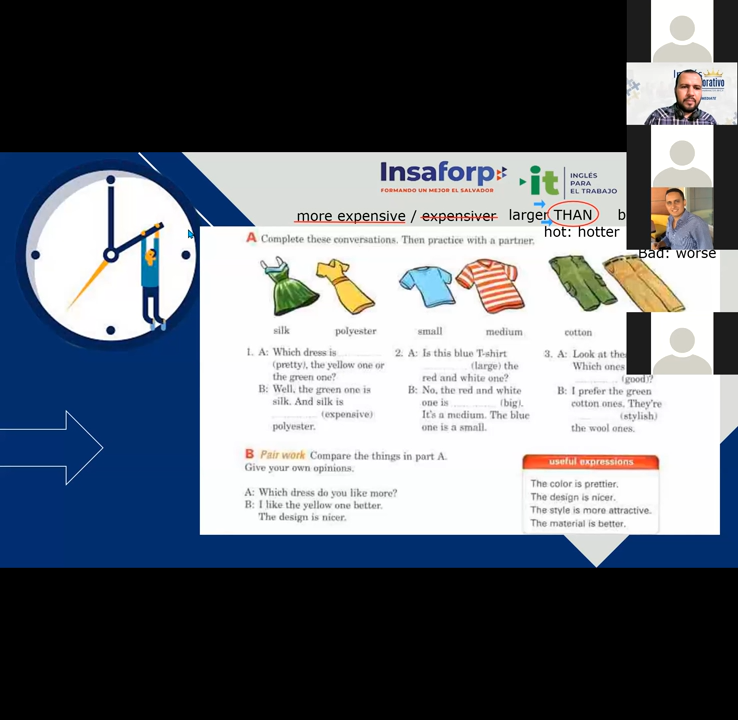 Insaforp
FORMANDO UN MEJOR EL SALVADOR
it INGLÉS
PARA
EL TRABAJO
more expensive / expensiver larger THAN b
hot: hotter
Bad: worse
A Complete these conversations. Then practice with a partner.
silk polyester small medium cotton
1. A: Which dress is
(pretty), the yellow one or
the green one?
B: Well, the green one is
silk. And silk is
(expensive)
polyester.
2. A: Is this blue T-shirt
(large) the
red and white one?
B: No, the red and white
one is (big).
It's a medium. The blue
one is a small.
3. A: Look at the
Which ones
(good)?
B: I prefer the green
cotton ones. They're
(stylish)
the wool ones.
B Pair work Compare the things in part A.
Give your own opinions.
A: Which dress do you like more?
B: I like the yellow one better.
The design is nicer.
useful expressions
The color is prettier.
The design is nicer.
The style is more attractive.
The material is better.